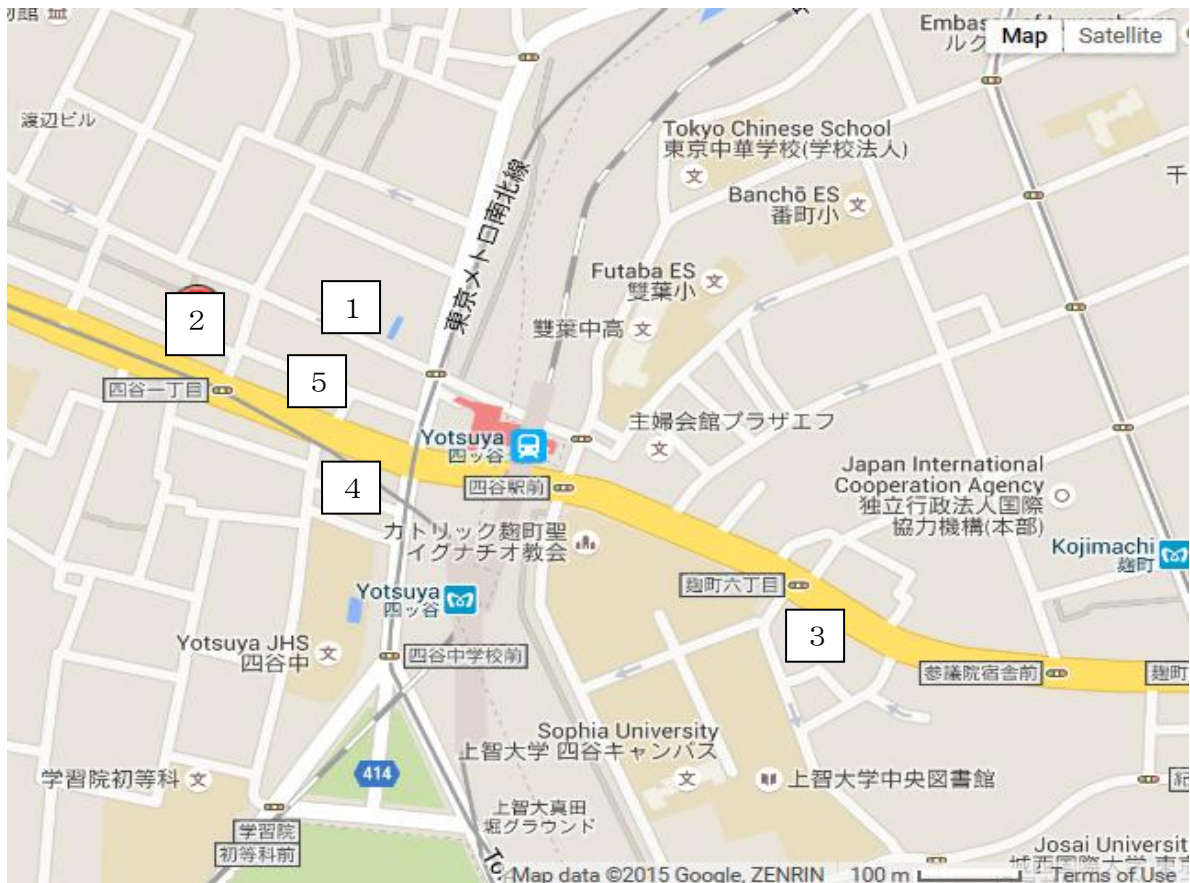 館
Embas
ルク
Map
Satellite
渡辺ビル
Tokyo Chinese School
東京中華学校(学校法人)
千
Banchō ES
番町小
東京メトロ南北線
Futaba ES
雙葉小
雙葉中高
1
2
5
四谷一丁目
主婦会館プラザエフ
Yotsuya
四ッ谷
四谷駅前
4
Japan International
Cooperation Agency
独立行政法人国際
協力機構(本部)
カトリック麹町聖
イグナチオ教会
Kojimachi
麹町
麹町六丁目
Yotsuya
四ッ谷
3
Yotsuya JHS
四谷中
四谷中学校前
参議院宿舎前
麹町
Sophia University
上智大学 四谷キャンパス
学習院初等科
414
上智大学中央図書館
紀
上智大真田
堀グラウンド
学習院
初等科前
Josai Universit
To
Map data ©2015 Google, ZENRIN
100 m
Terms of Use